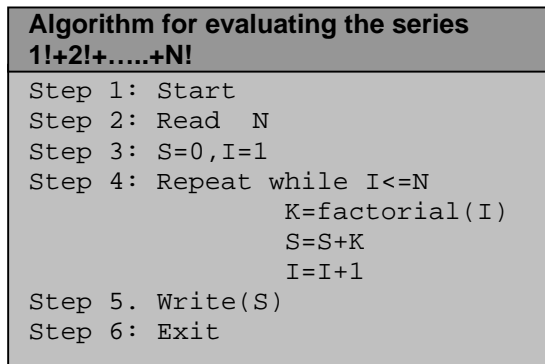 Algorithm for evaluating the series
1!+2!+…..+N!
Step 1: Start
Step 2: Read  N
Step 3: S=0,I=1
Step 4: Repeat while I<=N
K=factorial(I)
S=S+K
I=I+1
Step 5. Write(S)
Step 6: Exit